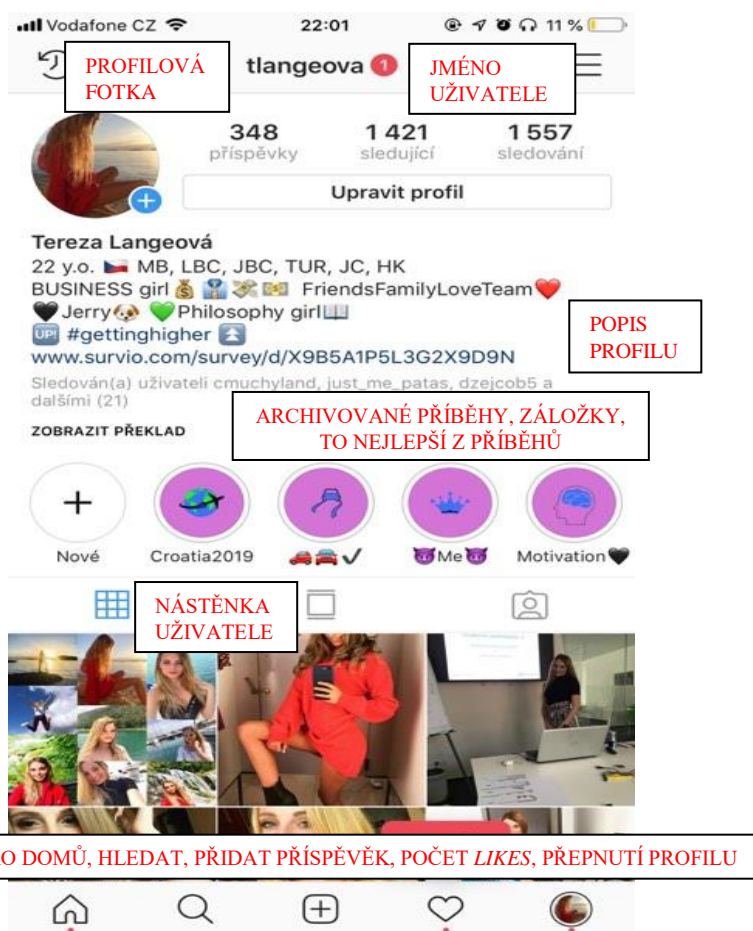 Vodafone CZ 22:01 11 %
PROFILOVÁ
FOTKA
tlangeova 1
JMÉNO
UŽIVATELE
348 1 421 1 557
příspěvky sledující sledování
Upravit profil
Tereza Langeová
22 y.o. 🇨🇿 MB, LBC, JBC, TUR, JC, HK
BUSINESS girl 💰👔💸💵 FriendsFamilyLoveTeam❤️
🖤Jerry🐶 💚Philosophy girl📖
🆙 #gettinghigher ⏫
www.survio.com/survey/d/X9B5A1P5L3G2X9D9N
POPIS
PROFILU
Sledován(a) uživateli cmuchyland, just_me_patas, dzejcob5 a
dalšími (21)
ZOBRAZIT PŘEKLAD
ARCHIVOVANÉ PŘÍBĚHY, ZÁLOŽKY,
TO NEJLEPŠÍ Z PŘÍBĚHŮ
Nové Croatia2019 🚗🚘✔ 😈Me😈 Motivation🖤
NÁSTĚNKA
UŽIVATELE
O DOMŮ, HLEDAT, PŘIDAT PŘÍSPĚVĚK, POČET LIKES, PŘEPNUTÍ PROFILU